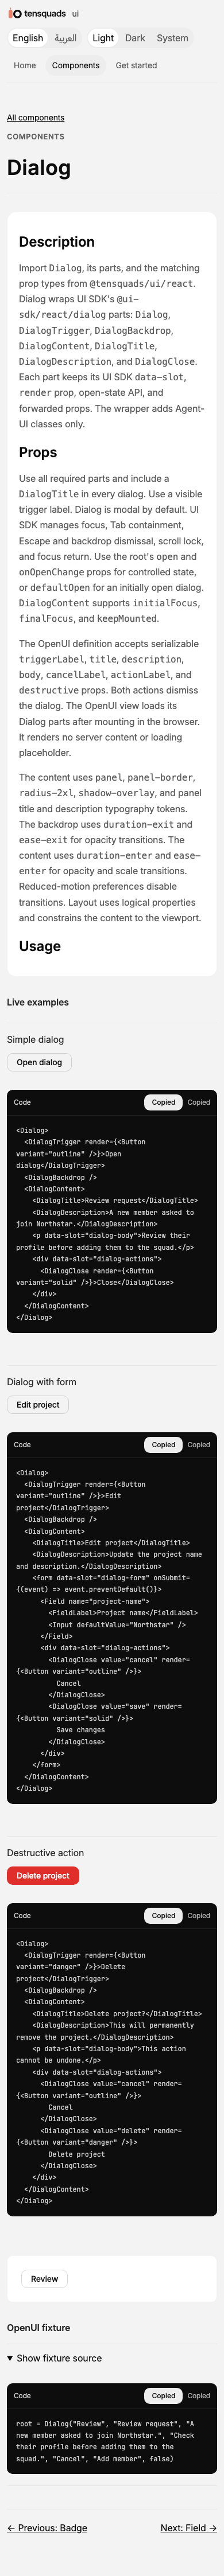 tensquads ui
English العربية Light Dark System
Home Components Get started
All components
COMPONENTS
Dialog
Description
Import Dialog, its parts, and the matching
prop types from @tensquads/ui/react.
Dialog wraps UI SDK's @ui-
sdk/react/dialog parts: Dialog,
DialogTrigger, DialogBackdrop,
DialogContent, DialogTitle,
DialogDescription, and DialogClose.
Each part keeps its UI SDK data-slot,
render prop, open-state API, and
forwarded props. The wrapper adds Agent-
UI classes only.
Props
Use all required parts and include a
DialogTitle in every dialog. Use a visible
trigger label. Dialog is modal by default. UI
SDK manages focus, Tab containment,
Escape and backdrop dismissal, scroll lock,
and focus return. Use the root's open and
onOpenChange props for controlled state,
or defaultOpen for an initially open dialog.
DialogContent supports initialFocus,
finalFocus, and keepMounted.
The OpenUI definition accepts serializable
triggerLabel, title, description,
body, cancelLabel, actionLabel, and
destructive props. Both actions dismiss
the dialog. The OpenUI view loads its
Dialog parts after mounting in the browser.
It renders no server content or loading
placeholder.
The content uses panel, panel-border,
radius-2xl, shadow-overlay, and panel
title and description typography tokens.
The backdrop uses duration-exit and
ease-exit for opacity transitions. The
content uses duration-enter and ease-
enter for opacity and scale transitions.
Reduced-motion preferences disable
transitions. Layout uses logical properties
and constrains the content to the viewport.
Usage
Live examples
Simple dialog
Open dialog
Code Copied Copied
<Dialog>
<DialogTrigger render={<Button
variant="outline" />}>Open
dialog</DialogTrigger>
<DialogBackdrop />
<DialogContent>
<DialogTitle>Review request</DialogTitle>
<DialogDescription>A new member asked to
join Northstar.</DialogDescription>
<p data-slot="dialog-body">Review their
profile before adding them to the squad.</p>
<div data-slot="dialog-actions">
<DialogClose render={<Button
variant="solid" />}>Close</DialogClose>
</div>
</DialogContent>
</Dialog>
Dialog with form
Edit project
Code Copied Copied
<Dialog>
<DialogTrigger render={<Button
variant="outline" />}>Edit
project</DialogTrigger>
<DialogBackdrop />
<DialogContent>
<DialogTitle>Edit project</DialogTitle>
<DialogDescription>Update the project name
and description.</DialogDescription>
<form data-slot="dialog-form" onSubmit=
{(event) => event.preventDefault()}>
<Field name="project-name">
<FieldLabel>Project name</FieldLabel>
<Input defaultValue="Northstar" />
</Field>
<div data-slot="dialog-actions">
<DialogClose value="cancel" render=
{<Button variant="outline" />}>
Cancel
</DialogClose>
<DialogClose value="save" render=
{<Button variant="solid" />}>
Save changes
</DialogClose>
</div>
</form>
</DialogContent>
</Dialog>
Destructive action
Delete project
Code Copied Copied
<Dialog>
<DialogTrigger render={<Button
variant="danger" />}>Delete
project</DialogTrigger>
<DialogBackdrop />
<DialogContent>
<DialogTitle>Delete project?</DialogTitle>
<DialogDescription>This will permanently
remove the project.</DialogDescription>
<p data-slot="dialog-body">This action
cannot be undone.</p>
<div data-slot="dialog-actions">
<DialogClose value="cancel" render=
{<Button variant="outline" />}>
Cancel
</DialogClose>
<DialogClose value="delete" render=
{<Button variant="danger" />}>
Delete project
</DialogClose>
</div>
</DialogContent>
</Dialog>
Review
OpenUI fixture
▼ Show fixture source
Code Copied Copied
root = Dialog("Review", "Review request", "A
new member asked to join Northstar.", "Check
their profile before adding them to the
squad.", "Cancel", "Add member", false)
← Previous: Badge Next: Field →